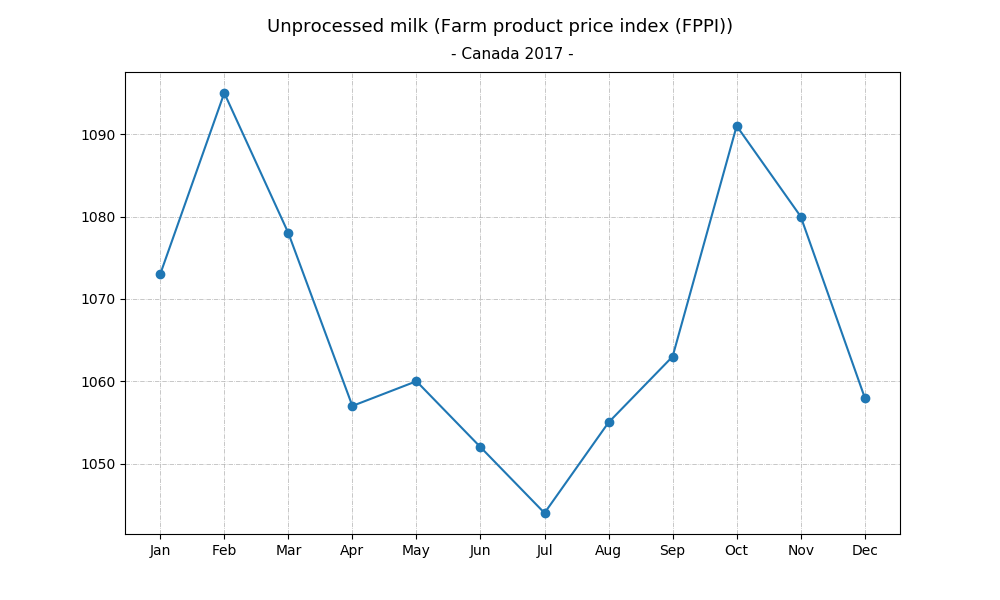 Unprocessed milk (Farm product price index (FPPI))
- Canada 2017 -
1090
1080
1070
1060
1050
Jan Feb Mar Apr May Jun Jul Aug Sep Oct Nov Dec